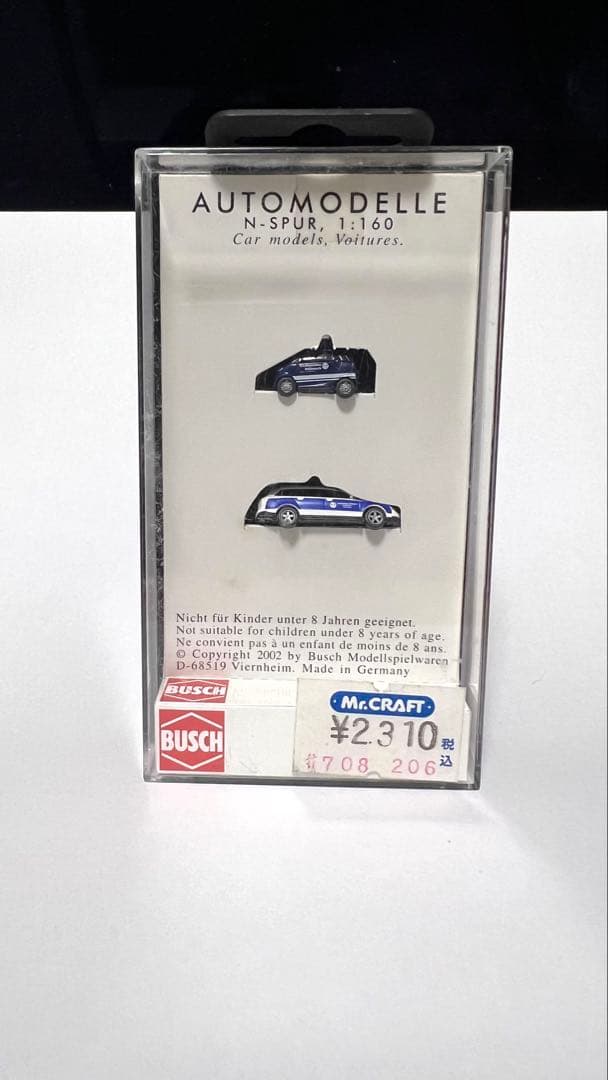 AUTOMODELLE
N-SPUR, 1:160
Car models, Voitures.
Nicht für Kinder unter 8 Jahren geeignet.
Not suitable for children under 8 years of age.
Ne convient pas à un enfant de moins de 8 ans.
© Copyright 2002 by Busch Modellspielwaren
D-68519 Viernheim. Made in Germany
BUSCH
BUSCH
Mr.CRAFT
¥2310 税込
708 206